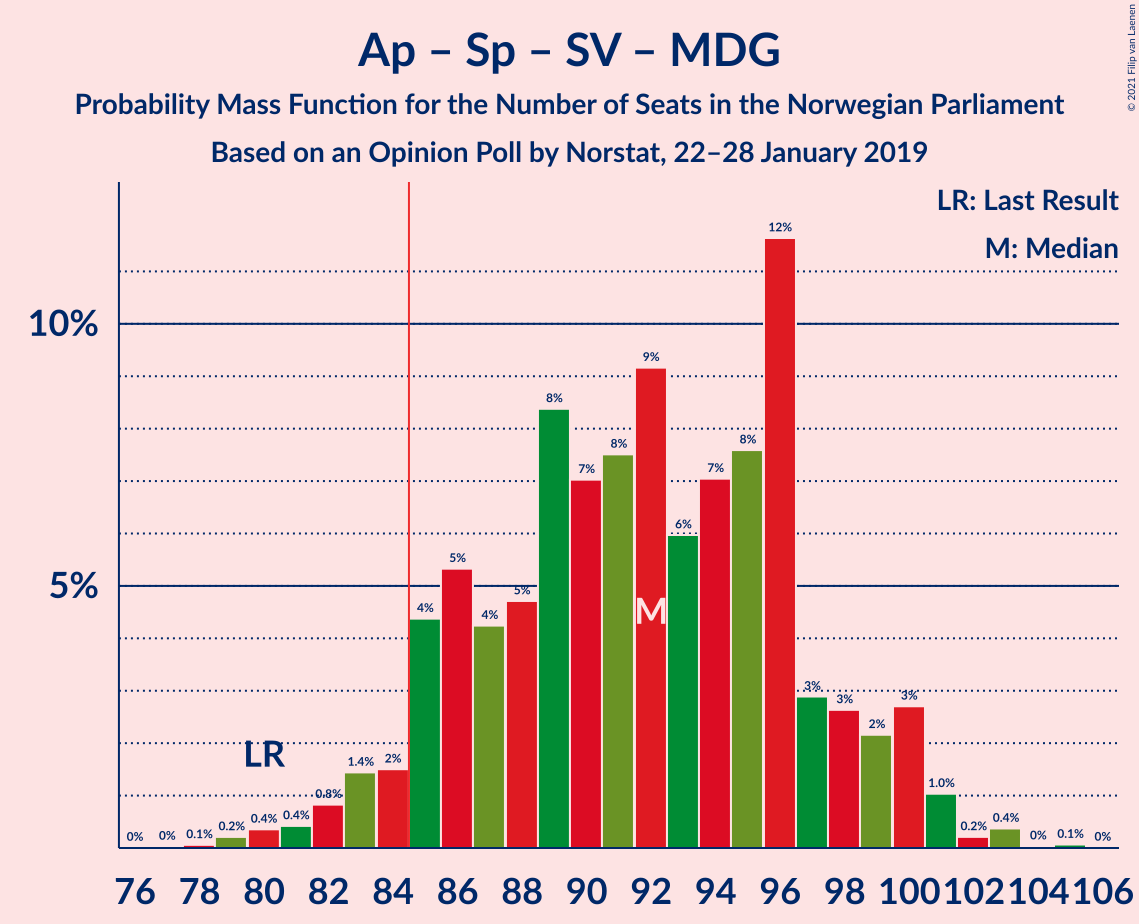 Ap – Sp – SV – MDG
Probability Mass Function for the Number of Seats in the Norwegian Parliament
Based on an Opinion Poll by Norstat, 22–28 January 2019
© 2021 Filip van Laenen
LR: Last Result
M: Median
10%
5%
LR
M
0% 0% 0.1% 0.2% 0.4% 0.4% 0.8% 1.4% 2% 4% 5% 4% 5% 8% 7% 8% 9% 6% 7% 8% 12% 3% 3% 2% 3% 1.0% 0.2% 0.4% 0% 0.1% 0%
76 78 80 82 84 86 88 90 92 94 96 98 100 102 104 106